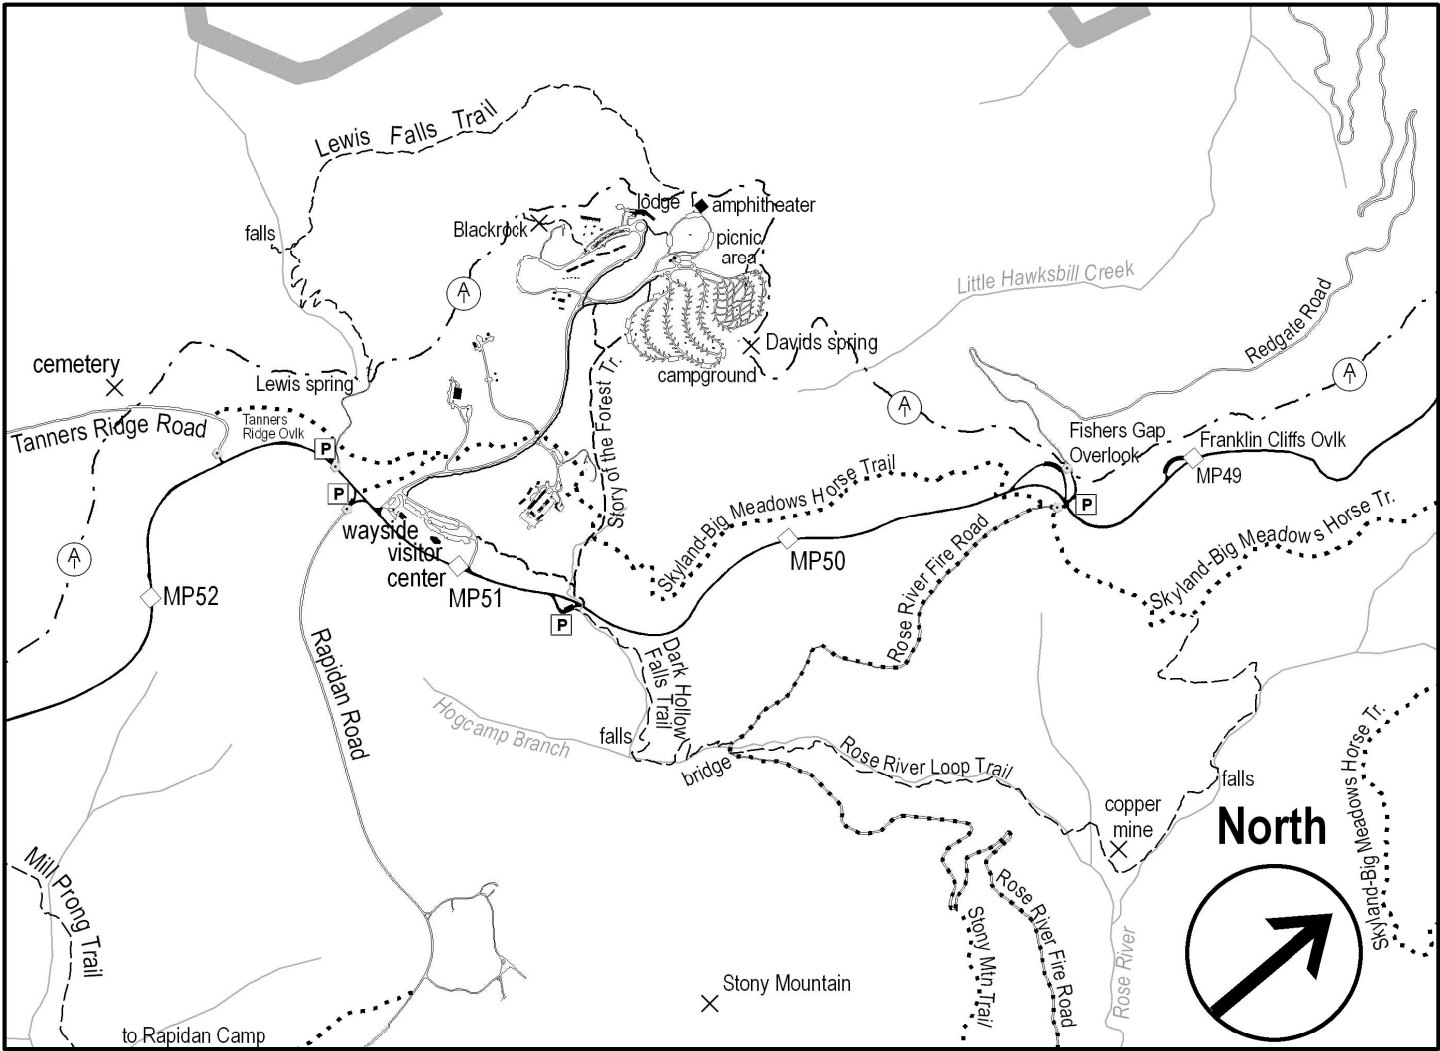 Lewis Falls Trail
lodge
amphitheater
Blackrock
falls
picnic
area
Little Hawksbill Creek
Redgate Road
A
cemetery
Davids spring
campground
Lewis spring
A
A
Tanners Ridge Road
Tanners
Ridge Ovlk
P
Story of the Forest Tr.
Fishers Gap
Overlook
Franklin Cliffs Ovlk
MP49
Skyland-Big Meadows Horse Trail
P
P
wayside
visitor
center
A
MP50
Rose River Fire Road
Skyland-Big Meadows Horse Tr.
MP52
MP51
P
Rapidan Road
Dark Hollow
Falls Trail
Hogcamp Branch
falls
bridge
Rose River Loop Trail
falls
copper
mine
Skyland-Big Meadows Horse Tr.
North
Mill Prong Trail
Stony Mtn Trail
Rose River Fire Road
Rose River
Stony Mountain
to Rapidan Camp